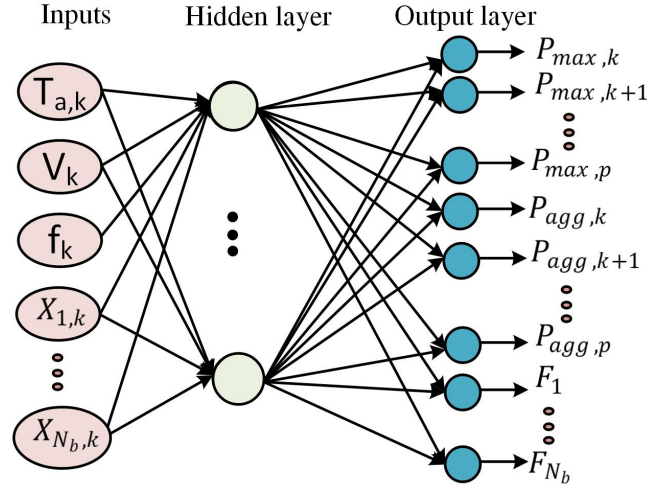 Inputs
Hidden layer
Output layer
T_{a,k}
V_k
f_k
X_{1,k}
X_{N_b,k}
P_{max,k}
P_{max,k+1}
P_{max,p}
P_{agg,k}
P_{agg,k+1}
P_{agg,p}
F_1
F_{N_b}